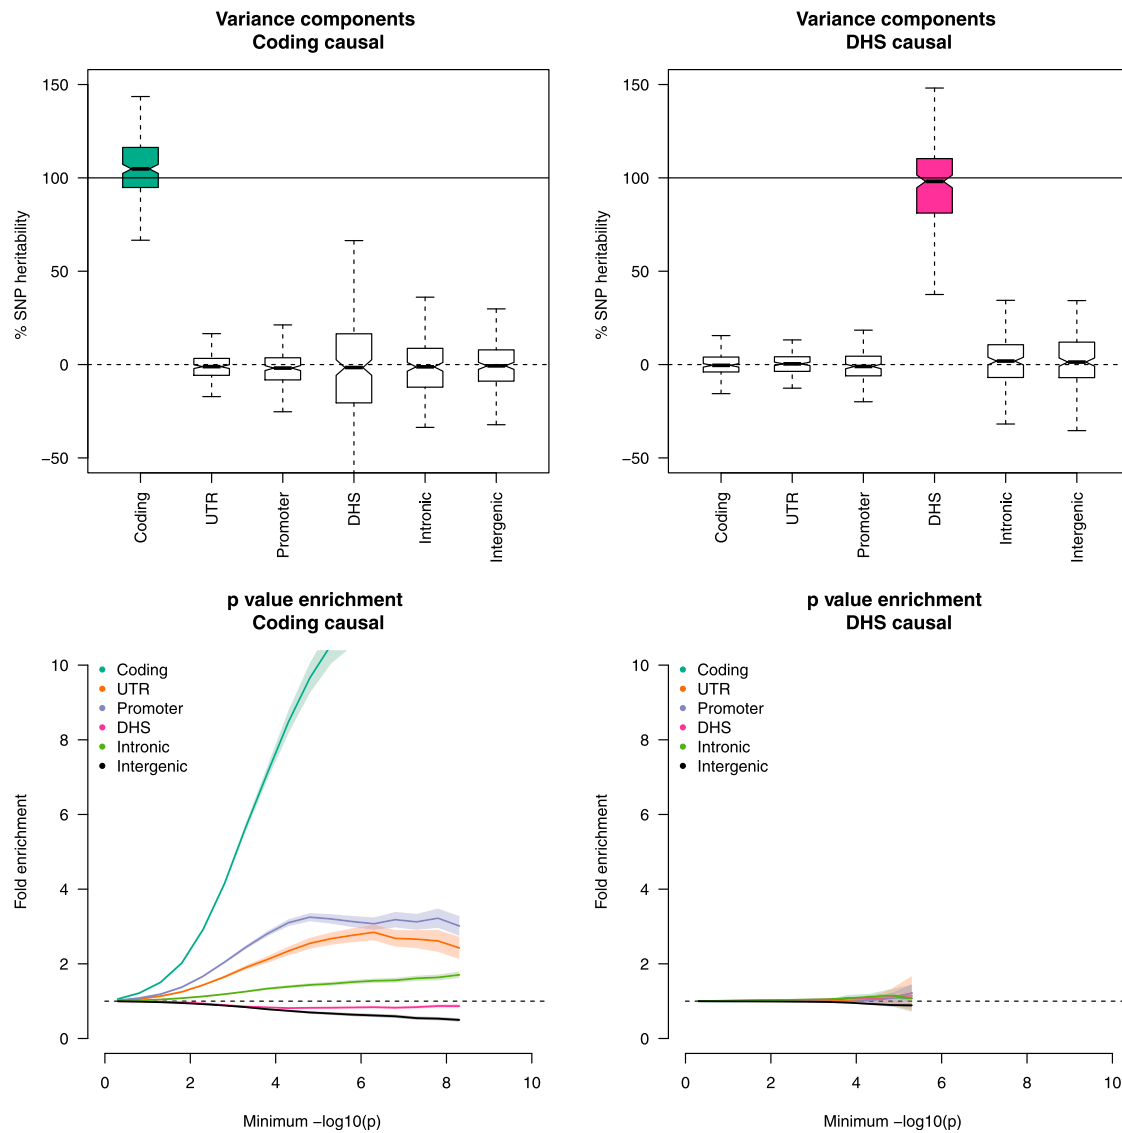 Variance components
Coding causal
% SNP heritability
150
100
50
0
−50
Coding
UTR
Promoter
DHS
Intronic
Intergenic
Variance components
DHS causal
% SNP heritability
150
100
50
0
−50
Coding
UTR
Promoter
DHS
Intronic
Intergenic
p value enrichment
Coding causal
Fold enrichment
10
8
6
4
2
0
Coding
UTR
Promoter
DHS
Intronic
Intergenic
0 2 4 6 8 10
Minimum −log10(p)
p value enrichment
DHS causal
Fold enrichment
10
8
6
4
2
0
Coding
UTR
Promoter
DHS
Intronic
Intergenic
0 2 4 6 8 10
Minimum −log10(p)